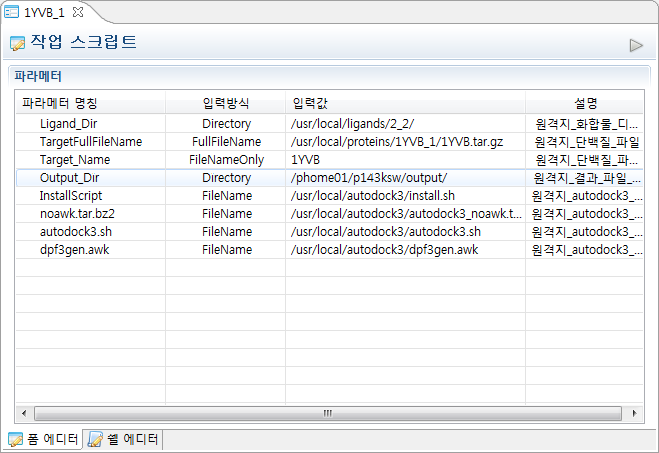 1YVB_1
작업 스크립트
파라메터
파라메터 명칭 입력방식 입력값 설명
Ligand_Dir Directory /usr/local/ligands/2_2/ 원격지_화합물_디...
TargetFullFileName FullFileName /usr/local/proteins/1YVB_1/1YVB.tar.gz 원격지_단백질_파일
Target_Name FileNameOnly 1YVB 원격지_단백질_파...
Output_Dir Directory /phome01/p143ksw/output/ 원격지_결과_파일_...
InstallScript FileName /usr/local/autodock3/install.sh 원격지_autodock3_...
noawk.tar.bz2 FileName /usr/local/autodock3/autodock3_noawk.t... 원격지_autodock3_...
autodock3.sh FileName /usr/local/autodock3/autodock3.sh 원격지_autodock3_...
dpf3gen.awk FileName /usr/local/autodock3/dpf3gen.awk 원격지_autodock3_...
폼 에디터 쉘 에디터